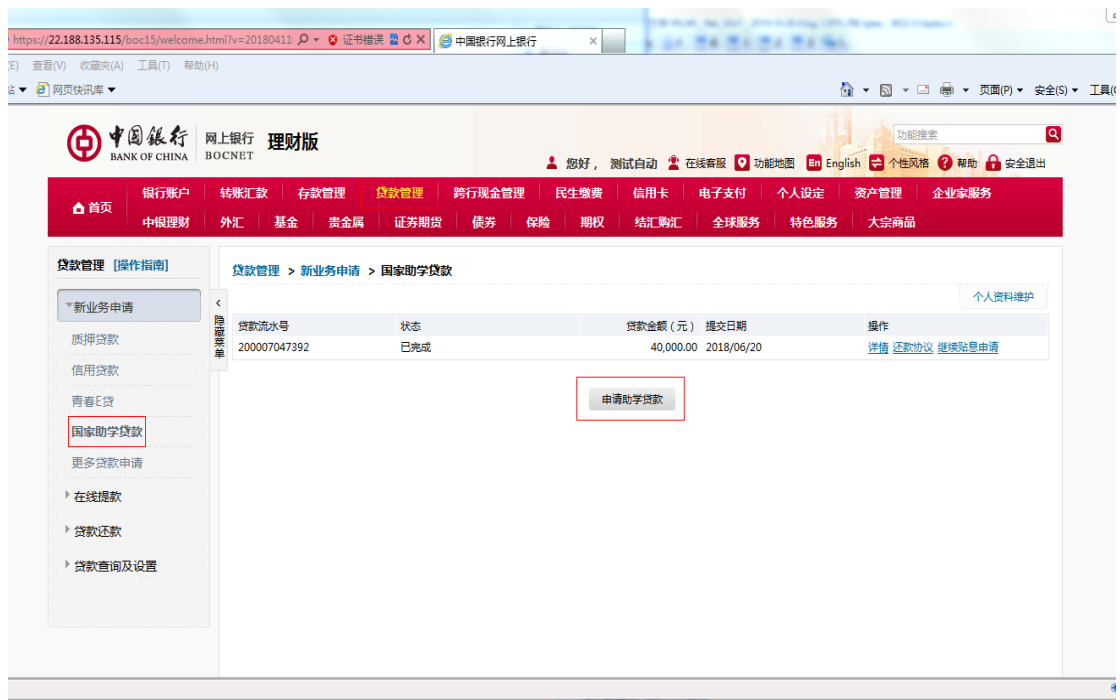 https://22.188.135.115/boc15/welcome.html?v=20180411 证书错误 中国银行网上银行
查看(V) 收藏夹(A) 工具(T) 帮助(H)
网页快讯库 页面(P) 安全(S)
中国银行 BANK OF CHINA 网上银行 BOCNET 理财版
功能搜索
您好， 测试自动 在线客服 功能地图 En English 个性风格 帮助 安全退出
首页
银行账户 转账汇款 存款管理 贷款管理 跨行现金管理 民生缴费 信用卡 电子支付 个人设定 资产管理 企业家服务
中银理财 外汇 基金 贵金属 证券期货 债券 保险 期权 结汇购汇 全球服务 特色服务 大宗商品
贷款管理 [操作指南]
新业务申请
质押贷款
信用贷款
青春E贷
国家助学贷款
更多贷款申请
在线提款
贷款还款
贷款查询及设置
隐藏菜单
贷款管理 > 新业务申请 > 国家助学贷款
个人资料维护
贷款流水号 状态 贷款金额（元） 提交日期 操作
200007047392 已完成 40,000.00 2018/06/20 详情 还款协议 继续贴息申请
申请助学贷款